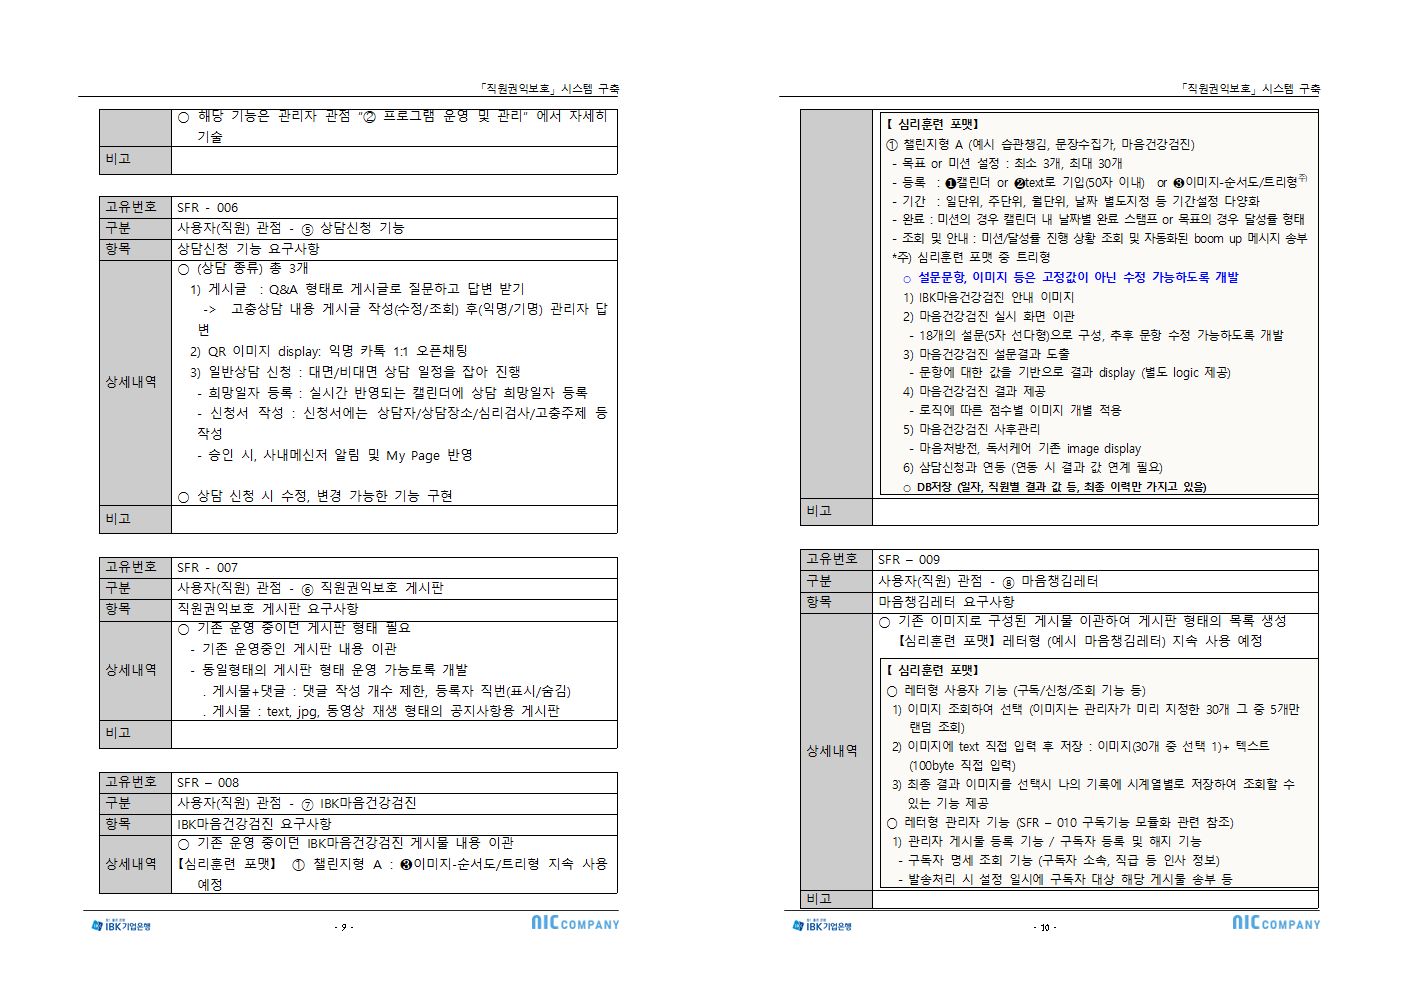 「직원권익보호」시스템 구축
○ 해당 기능은 관리자 관점 "② 프로그램 운영 및 관리" 에서 자세히
기술
비고
고유번호 SFR - 006
구분 사용자(직원) 관점 - ⑤ 상담신청 기능
항목 상담신청 기능 요구사항
상세내역
○ (상담 종류) 총 3개
1) 게시글 : Q&A 형태로 게시글로 질문하고 답변 받기
-> 고충상담 내용 게시글 작성(수정/조회) 후(익명/기명) 관리자 답
변
2) QR 이미지 display: 익명 카톡 1:1 오픈채팅
3) 일반상담 신청 : 대면/비대면 상담 일정을 잡아 진행
- 희망일자 등록 : 실시간 반영되는 캘린더에 상담 희망일자 등록
- 신청서 작성 : 신청서에는 상담자/상담장소/심리검사/고충주제 등
작성
- 승인 시, 사내메신저 알림 및 My Page 반영
○ 상담 신청 시 수정, 변경 가능한 기능 구현
비고
고유번호 SFR - 007
구분 사용자(직원) 관점 - ⑥ 직원권익보호 게시판
항목 직원권익보호 게시판 요구사항
상세내역
○ 기존 운영 중이던 게시판 형태 필요
- 기존 운영중인 게시판 내용 이관
- 동일형태의 게시판 형태 운영 가능토록 개발
. 게시물+댓글 : 댓글 작성 개수 제한, 등록자 직번(표시/숨김)
. 게시물 : text, jpg, 동영상 재생 형태의 공지사항용 게시판
비고
고유번호 SFR – 008
구분 사용자(직원) 관점 - ⑦ IBK마음건강검진
항목 IBK마음건강검진 요구사항
상세내역
○ 기존 운영 중이던 IBK마음건강검진 게시물 내용 이관
【심리훈련 포맷】 ① 챌린지형 A : ❸이미지-순서도/트리형 지속 사용
예정
IBK기업은행
- 9 -
NIC COMPANY
「직원권익보호」시스템 구축
【 심리훈련 포맷】
① 챌린지형 A (예시 습관챙김, 문장수집가, 마음건강검진)
- 목표 or 미션 설정 : 최소 3개, 최대 30개
- 등록 : ❶캘린더 or ❷text로 기입(50자 이내) or ❸이미지-순서도/트리형주)
- 기간 : 일단위, 주단위, 월단위, 날짜 별도지정 등 기간설정 다양화
- 완료 : 미션의 경우 캘린더 내 날짜별 완료 스탬프 or 목표의 경우 달성률 형태
- 조회 및 안내 : 미션/달성률 진행 상황 조회 및 자동화된 boom up 메시지 송부
*주) 심리훈련 포맷 중 트리형
○ 설문문항, 이미지 등은 고정값이 아닌 수정 가능하도록 개발
1) IBK마음건강검진 안내 이미지
2) 마음건강검진 실시 화면 이관
- 18개의 설문(5자 선다형)으로 구성, 추후 문항 수정 가능하도록 개발
3) 마음건강검진 설문결과 도출
- 문항에 대한 값을 기반으로 결과 display (별도 logic 제공)
4) 마음건강검진 결과 제공
- 로직에 따른 점수별 이미지 개별 적용
5) 마음건강검진 사후관리
- 마음처방전, 독서케어 기존 image display
6) 상담신청과 연동 (연동 시 결과 값 연계 필요)
○ DB저장 (일자, 직원별 결과 값 등, 최종 이력만 가지고 있음)
비고
고유번호 SFR – 009
구분 사용자(직원) 관점 - ⑧ 마음챙김레터
항목 마음챙김레터 요구사항
상세내역
○ 기존 이미지로 구성된 게시물 이관하여 게시판 형태의 목록 생성
【심리훈련 포맷】레터형 (예시 마음챙김레터) 지속 사용 예정
【 심리훈련 포맷】
○ 레터형 사용자 기능 (구독/신청/조회 기능 등)
1) 이미지 조회하여 선택 (이미지는 관리자가 미리 지정한 30개 그 중 5개만
랜덤 조회)
2) 이미지에 text 직접 입력 후 저장 : 이미지(30개 중 선택 1)+ 텍스트
(100byte 직접 입력)
3) 최종 결과 이미지를 선택시 나의 기록에 시계열별로 저장하여 조회할 수
있는 기능 제공
○ 레터형 관리자 기능 (SFR – 010 구독기능 모듈화 관련 참조)
1) 관리자 게시물 등록 기능 / 구독자 등록 및 해지 기능
- 구독자 명세 조회 기능 (구독자 소속, 직급 등 인사 정보)
- 발송처리 시 설정 일시에 구독자 대상 해당 게시물 송부 등
비고
IBK기업은행
- 10 -
NIC COMPANY